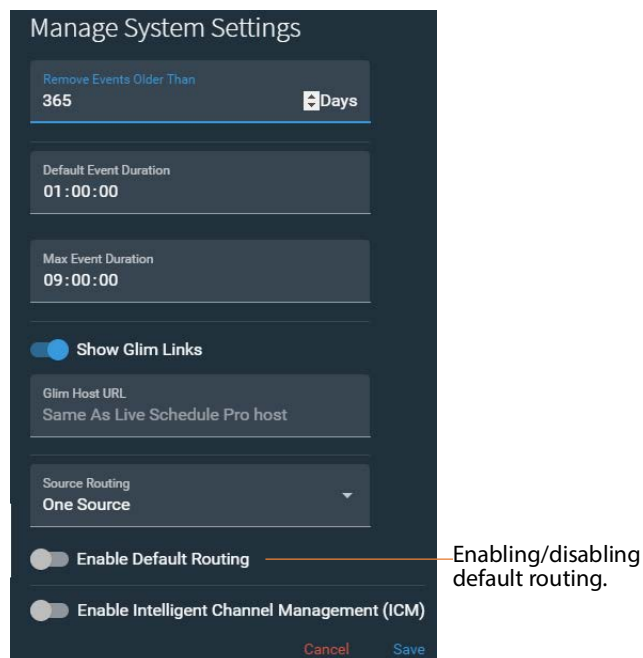 Manage System Settings
Remove Events Older Than
365 Days
Default Event Duration
01:00:00
Max Event Duration
09:00:00
Show Glim Links
Glim Host URL
Same As Live Schedule Pro host
Source Routing
One Source
Enable Default Routing
Enabling/disabling
default routing.
Enable Intelligent Channel Management (ICM)
Cancel Save